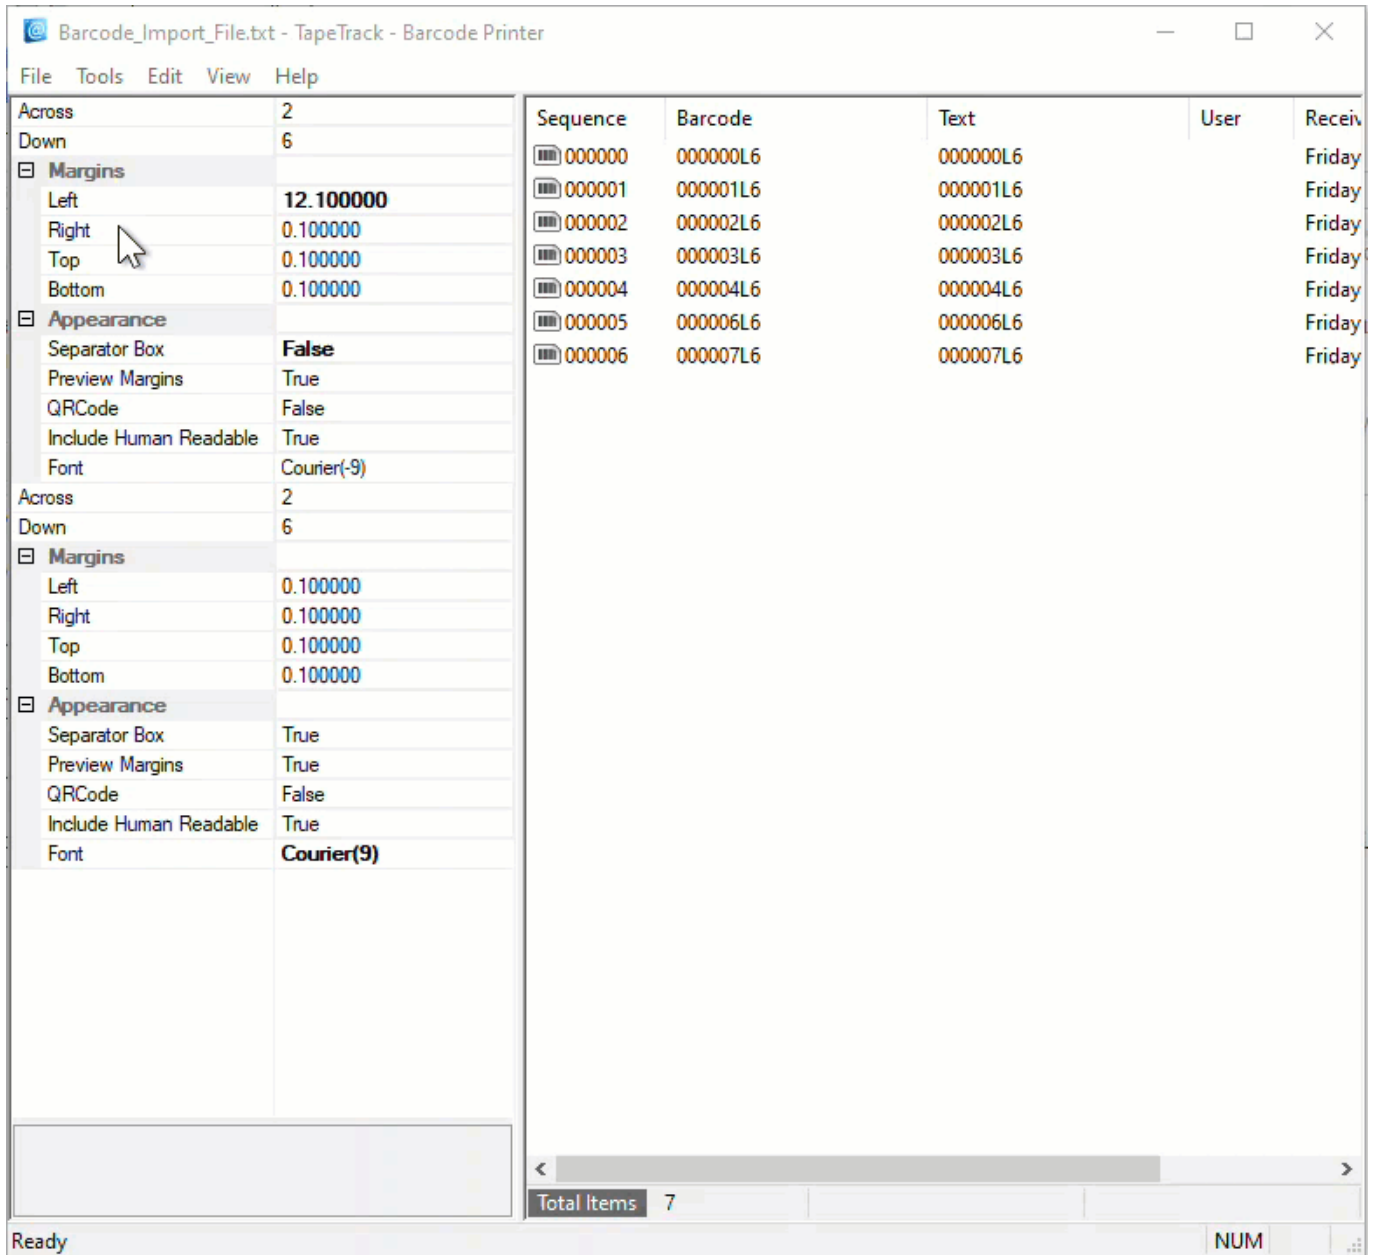 Barcode_Import_File.txt - TapeTrack - Barcode Printer
File Tools Edit View Help
Across 2
Down 6
Margins
Left 12.100000
Right 0.100000
Top 0.100000
Bottom 0.100000
Appearance
Separator Box False
Preview Margins True
QRCode False
Include Human Readable True
Font Courier(-9)
Across 2
Down 6
Margins
Left 0.100000
Right 0.100000
Top 0.100000
Bottom 0.100000
Appearance
Separator Box True
Preview Margins True
QRCode False
Include Human Readable True
Font Courier(9)
Sequence Barcode Text User Receiv
000000 000000L6 000000L6 Friday
000001 000001L6 000001L6 Friday
000002 000002L6 000002L6 Friday
000003 000003L6 000003L6 Friday
000004 000004L6 000004L6 Friday
000005 000006L6 000006L6 Friday
000006 000007L6 000007L6 Friday
Total Items 7
Ready NUM